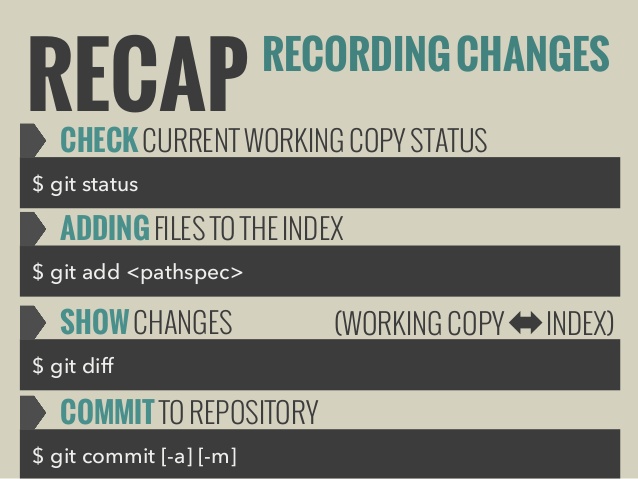 RECAP RECORDING CHANGES
CHECK CURRENT WORKING COPY STATUS
$ git status
ADDING FILES TO THE INDEX
$ git add <pathspec>
SHOW CHANGES (WORKING COPY ⬌ INDEX)
$ git diff
COMMIT TO REPOSITORY
$ git commit [-a] [-m]